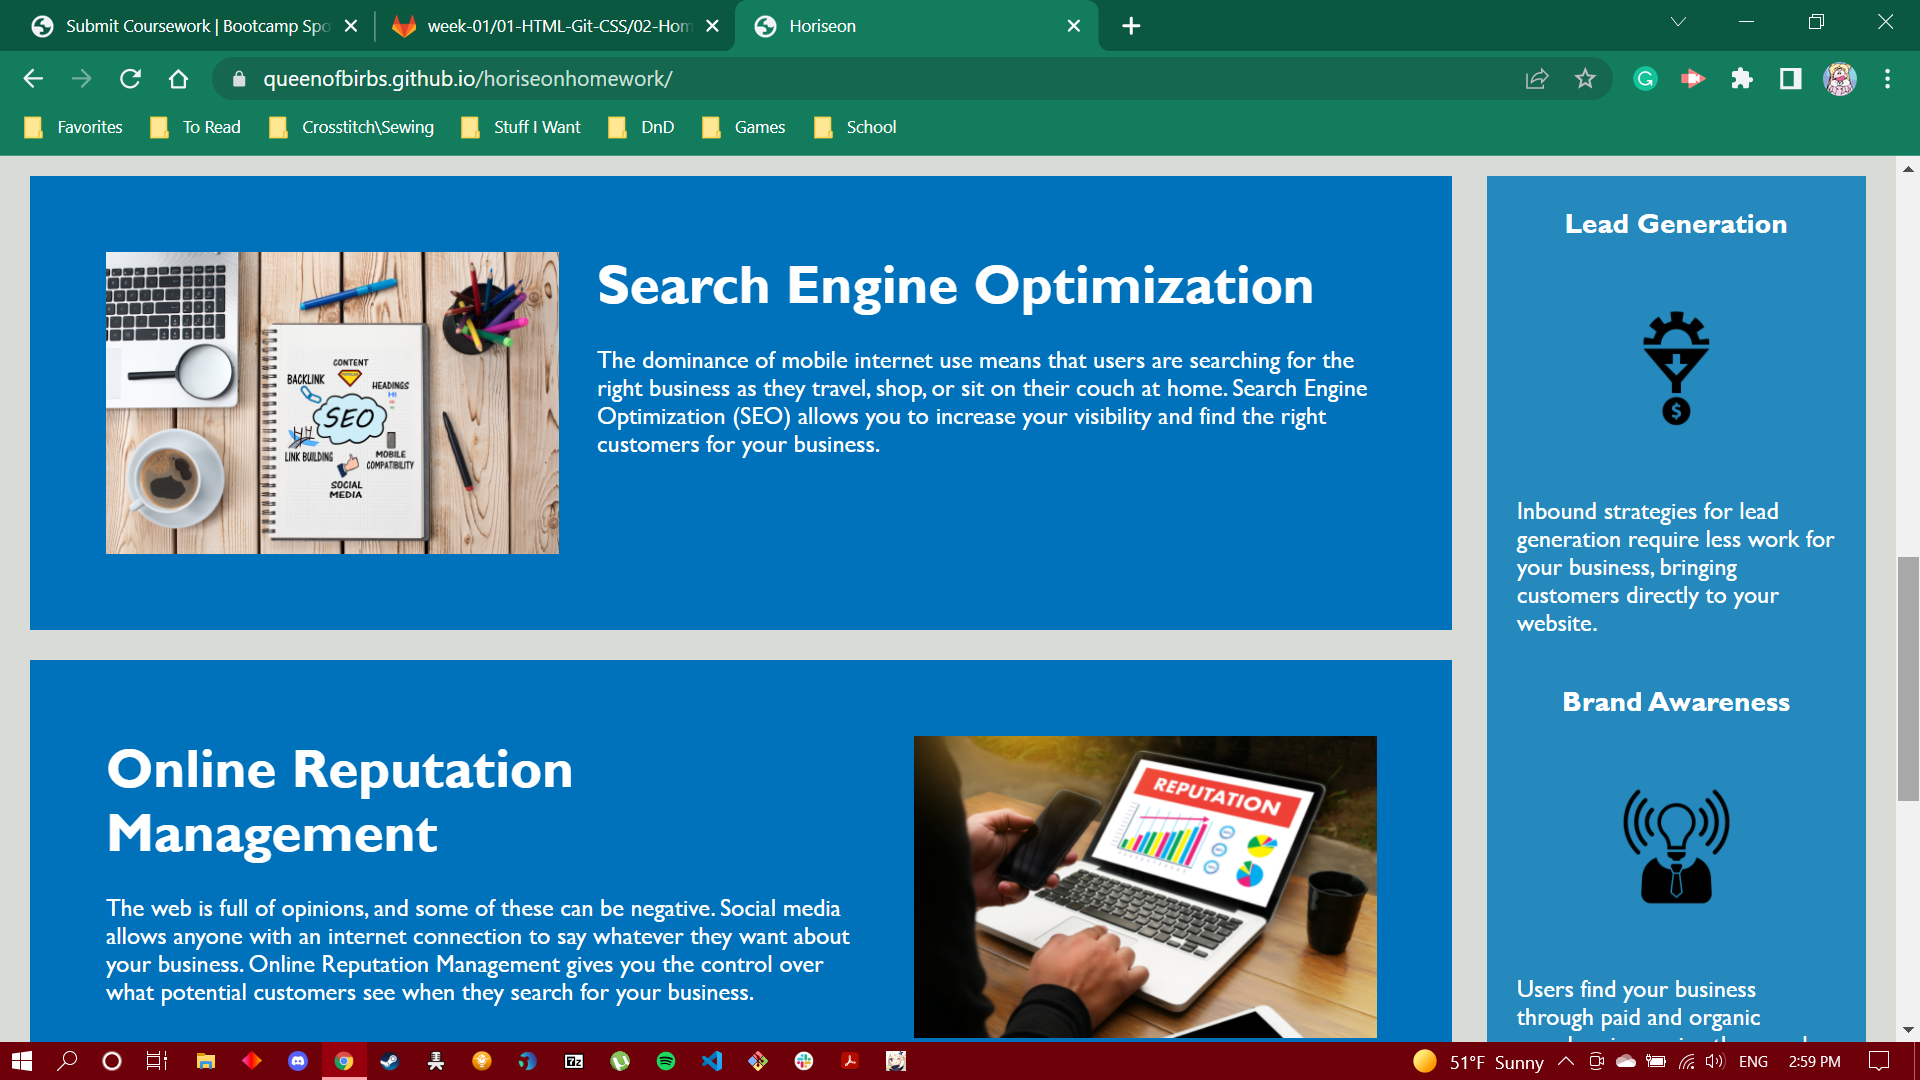 Submit Coursework | Bootcamp Spo
week-01/01-HTML-Git-CSS/02-Hom
Horiseon
queenofbirbs.github.io/horiseonhomework/
Favorites
To Read
Crosstitch\Sewing
Stuff I Want
DnD
Games
School
CONTENT
BACKLINK
HEADINGS
H1
SEO
LINK BUILDING
MOBILE
COMPATIBILITY
SOCIAL
MEDIA
Search Engine Optimization
The dominance of mobile internet use means that users are searching for the
right business as they travel, shop, or sit on their couch at home. Search Engine
Optimization (SEO) allows you to increase your visibility and find the right
customers for your business.
Online Reputation
Management
The web is full of opinions, and some of these can be negative. Social media
allows anyone with an internet connection to say whatever they want about
your business. Online Reputation Management gives you the control over
what potential customers see when they search for your business.
REPUTATION
Lead Generation
$
Inbound strategies for lead
generation require less work for
your business, bringing
customers directly to your
website.
Brand Awareness
Users find your business
through paid and organic
51°F Sunny
ENG
2:59 PM